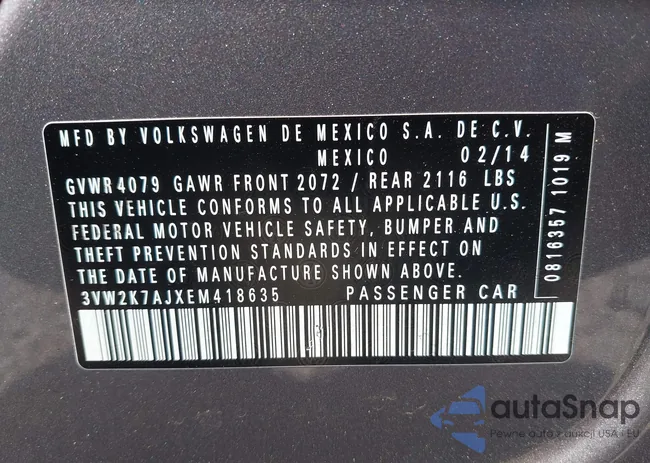 MFD BY VOLKSWAGEN DE MEXICO S.A. DE C.V.
MEXICO 02/14
GVWR 4079 GAWR FRONT 2072 / REAR 2116 LBS
THIS VEHICLE CONFORMS TO ALL APPLICABLE U.S.
FEDERAL MOTOR VEHICLE SAFETY, BUMPER AND
THEFT PREVENTION STANDARDS IN EFFECT ON
THE DATE OF MANUFACTURE SHOWN ABOVE.
3VW2K7AJXEM418635 PASSENGER CAR
0816357 1019 M
autoSnap
Pewne auto z aukcji USA i EU